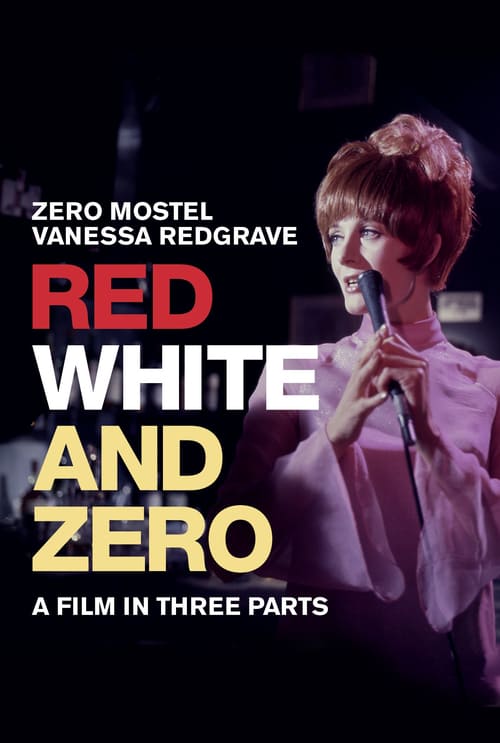 ZERO MOSTEL
VANESSA REDGRAVE
RED
WHITE
AND
ZERO
A FILM IN THREE PARTS